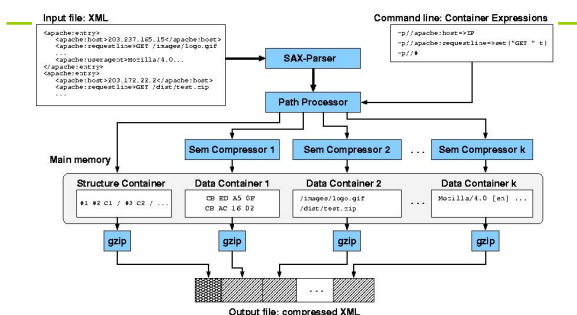 Input file: XML
Command line: Container Expressions
<apache:entry>
<apache:host>203.237.165.15</apache:host>
<apache:requestline>GET /images/logo.gif
...
<apache:useragent>Mozilla/4.0...
</apache:entry>
<apache:entry>
<apache:host>203.172.22.2</apache:host>
<apache:requestline>GET /dist/test.zip
...
-p//apache:host=>IP
-p//apache:requestline=>set("GET " t)
-p//#
SAX-Parser
Path Processor
Sem Compressor 1
Sem Compressor 2
...
Sem Compressor k
Main memory
Structure Container
Data Container 1
Data Container 2
Data Container k
#1 #2 C1 / #3 C2 / ...
CB ED A5 0F
CB AC 16 02
/images/logo.gif
/dist/test.zip
...
Mozilla/4.0 [en] ...
gzip
gzip
gzip
gzip
...
Output file: compressed XML